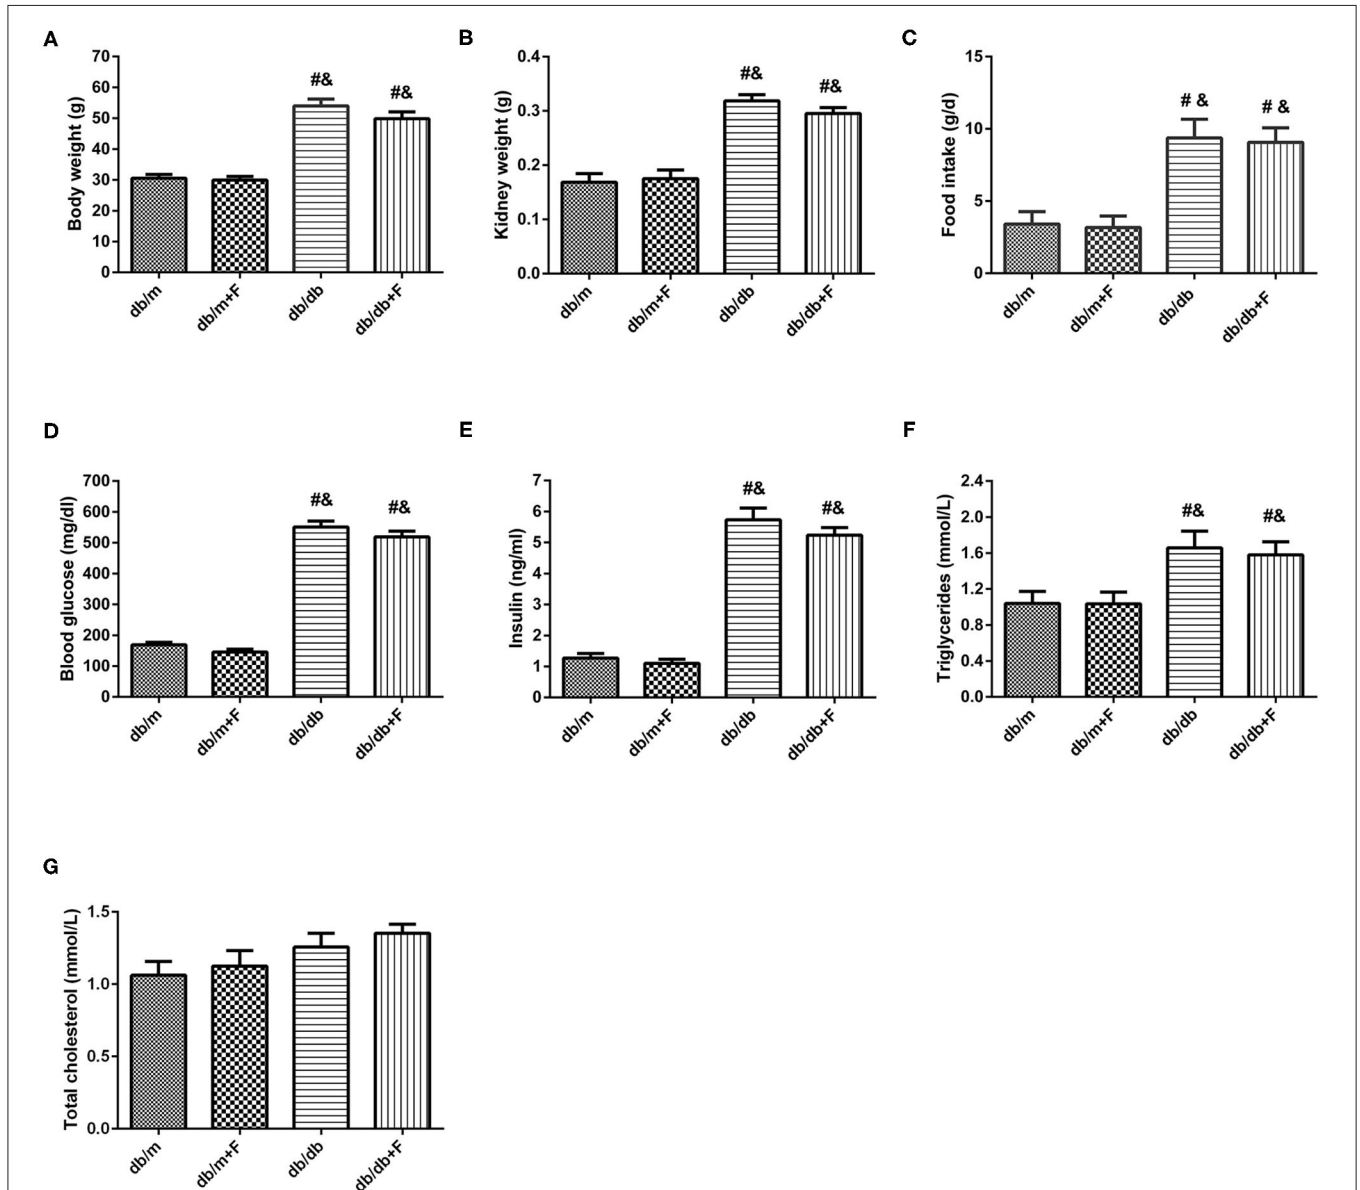 A
Body weight (g)
70
60
50
40
30
20
10
0
#&
#&
db/m
db/m+F
db/db
db/db+F
B
Kidney weight (g)
0.4
0.3
0.2
0.1
0.0
#&
#&
db/m
db/m+F
db/db
db/db+F
C
Food intake (g/d)
15
10
5
0
# &
# &
db/m
db/m+F
db/db
db/db+F
D
Blood glucose (mg/dl)
700
600
500
400
300
200
100
0
#&
#&
db/m
db/m+F
db/db
db/db+F
E
Insulin (ng/ml)
7
6
5
4
3
2
1
0
#&
#&
db/m
db/m+F
db/db
db/db+F
F
Triglycerides (mmol/L)
2.4
2.0
1.6
1.2
0.8
0.4
0.0
#&
#&
db/m
db/m+F
db/db
db/db+F
G
Total cholesterol (mmol/L)
1.5
1.0
0.5
0.0
db/m
db/m+F
db/db
db/db+F